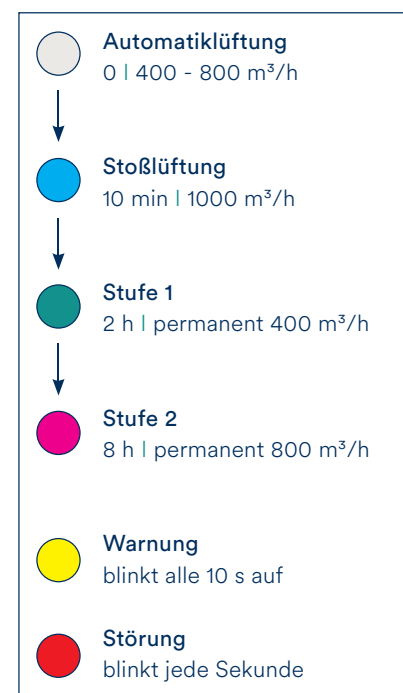 Automatiklüftung
0 | 400 - 800 m³/h
Stoßlüftung
10 min | 1000 m³/h
Stufe 1
2 h | permanent 400 m³/h
Stufe 2
8 h | permanent 800 m³/h
Warnung
blinkt alle 10 s auf
Störung
blinkt jede Sekunde